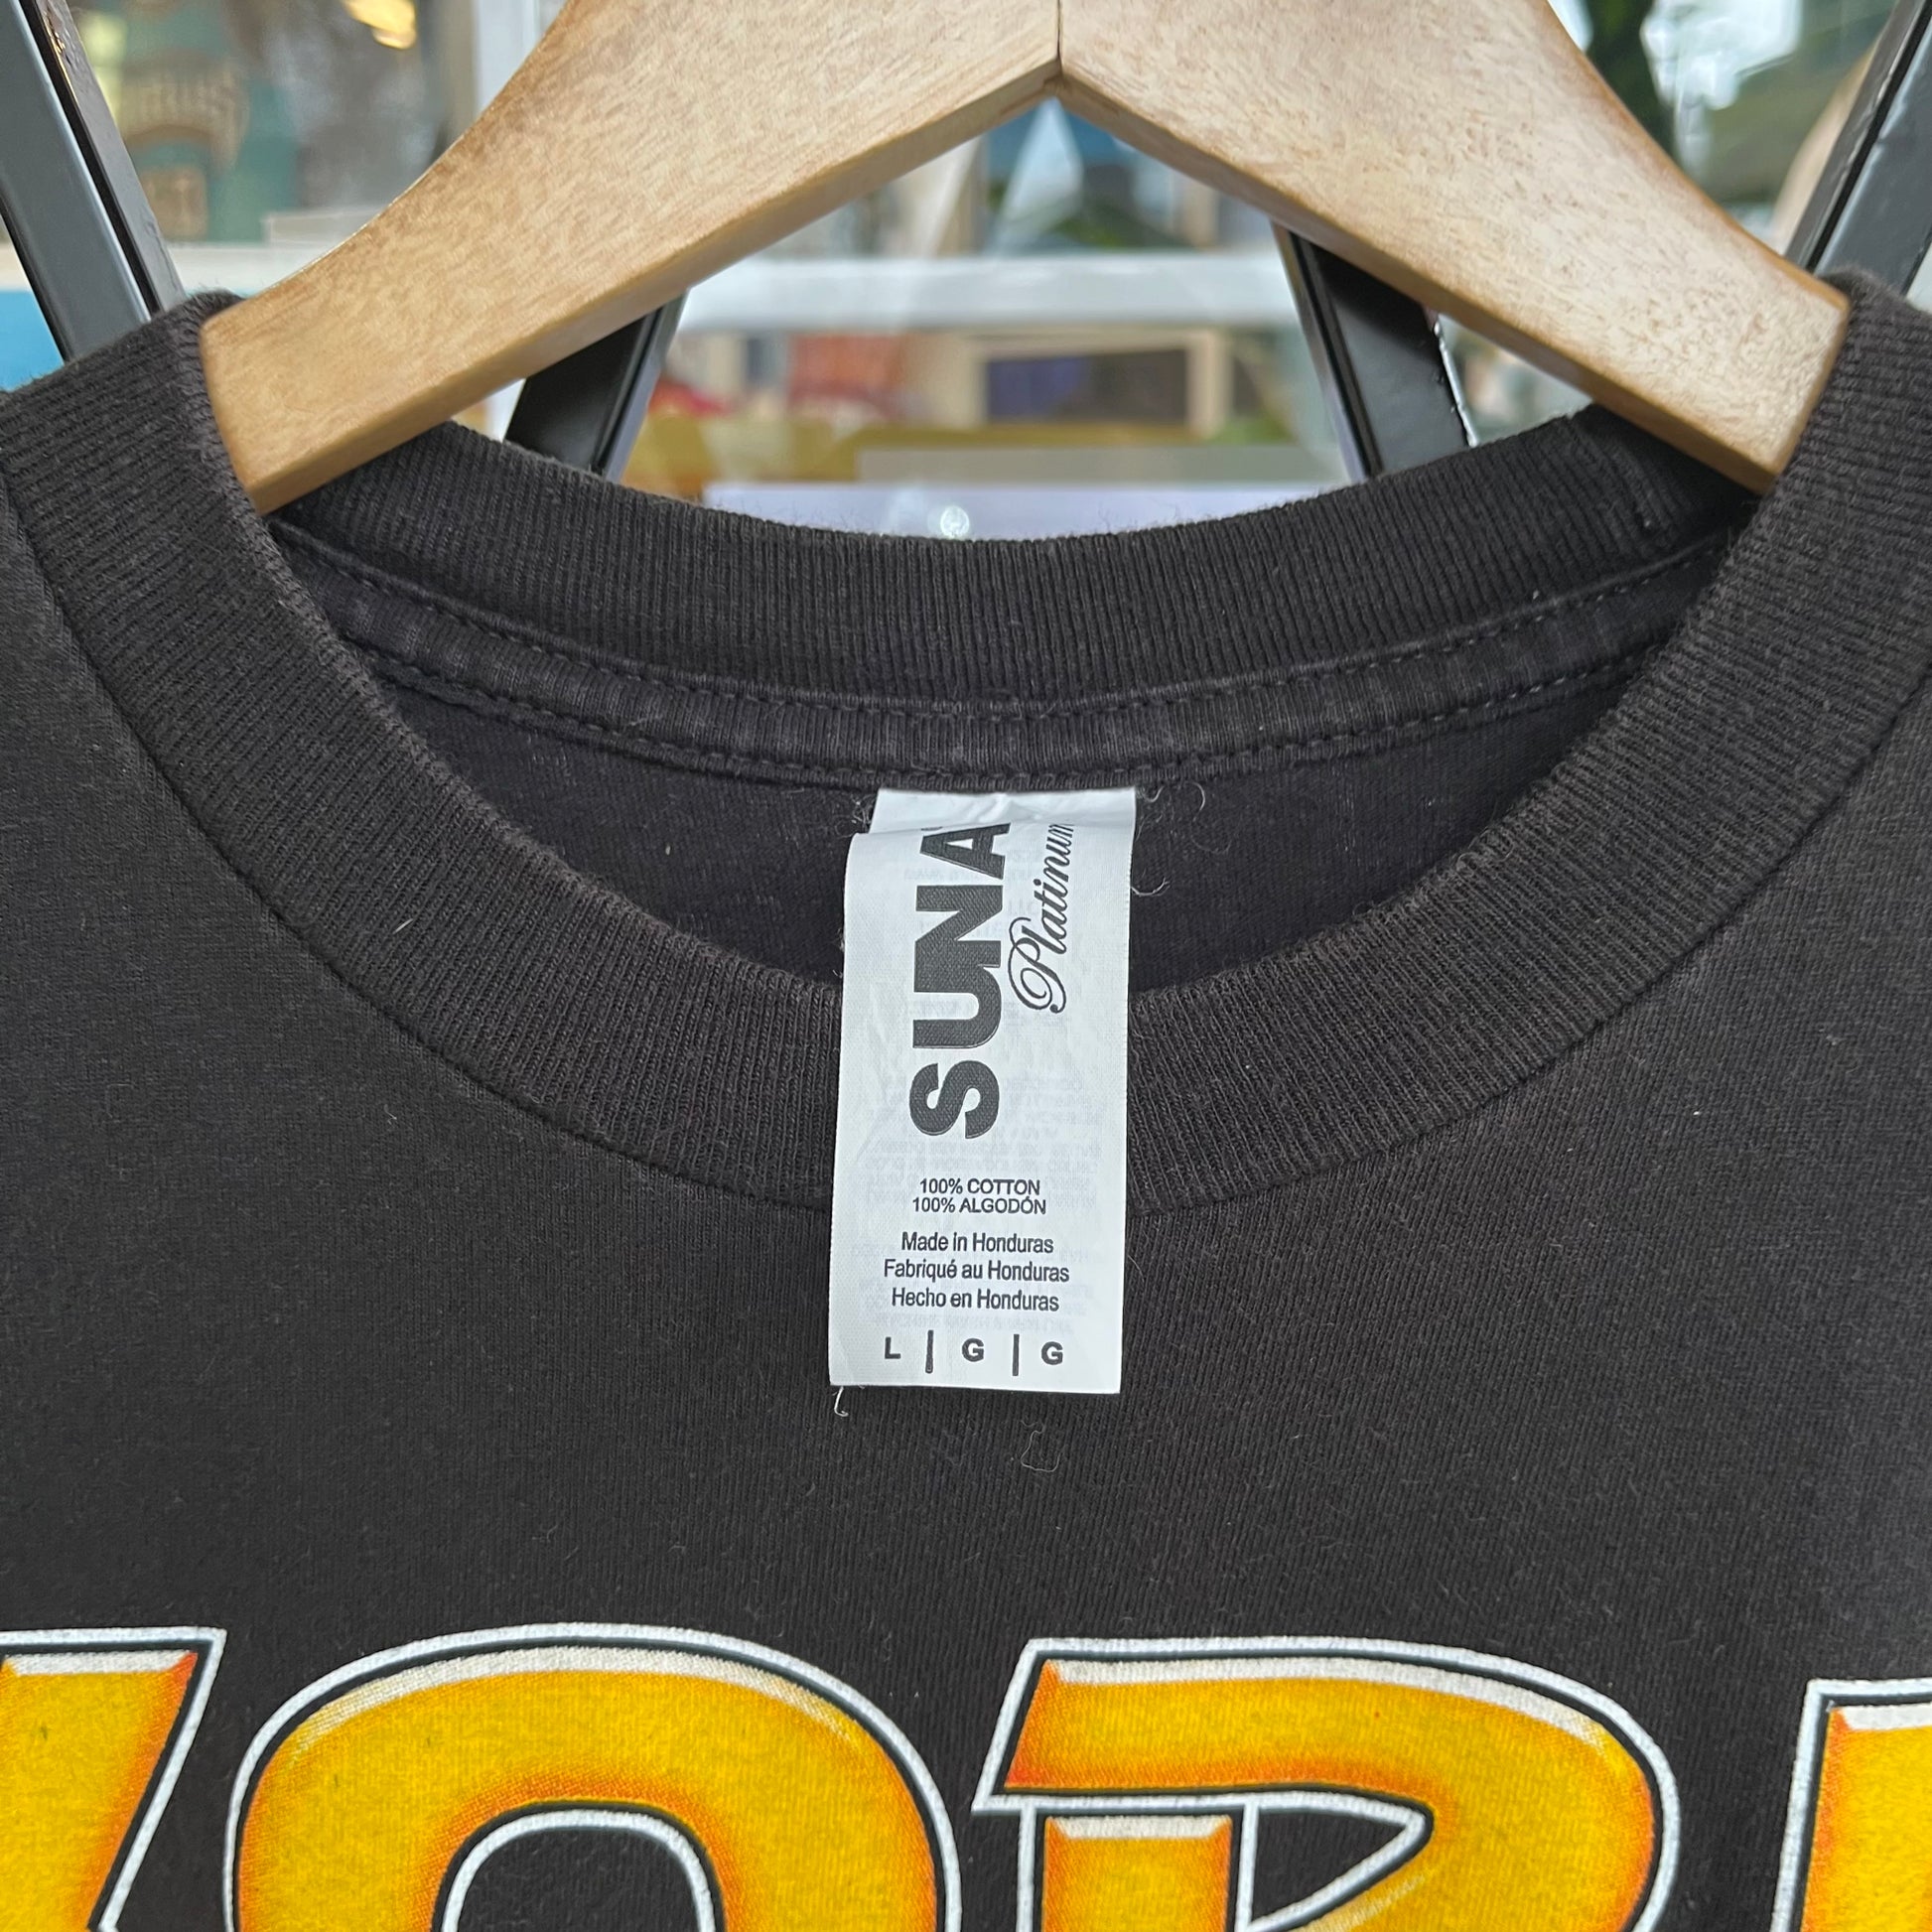 SUNA
Platinum
100% COTTON
100% ALGODÓN
Made in Honduras
Fabriqué au Honduras
Hecho en Honduras
L | G | G